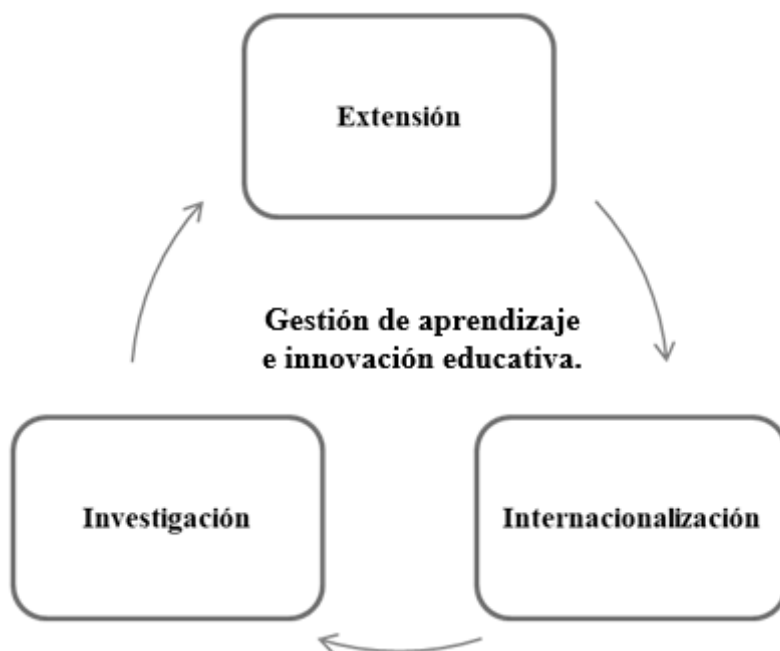 Extensión
Gestión de aprendizaje
e innovación educativa.
Investigación
Internacionalización